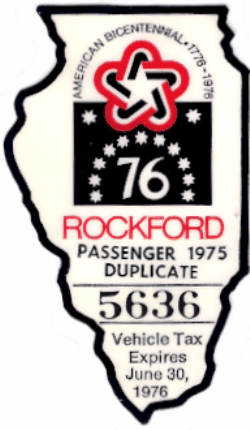 AMERICAN BICENTENNIAL • 1776-1976
76
ROCKFORD
PASSENGER 1975
DUPLICATE
5636
Vehicle Tax
Expires
June 30,
1976